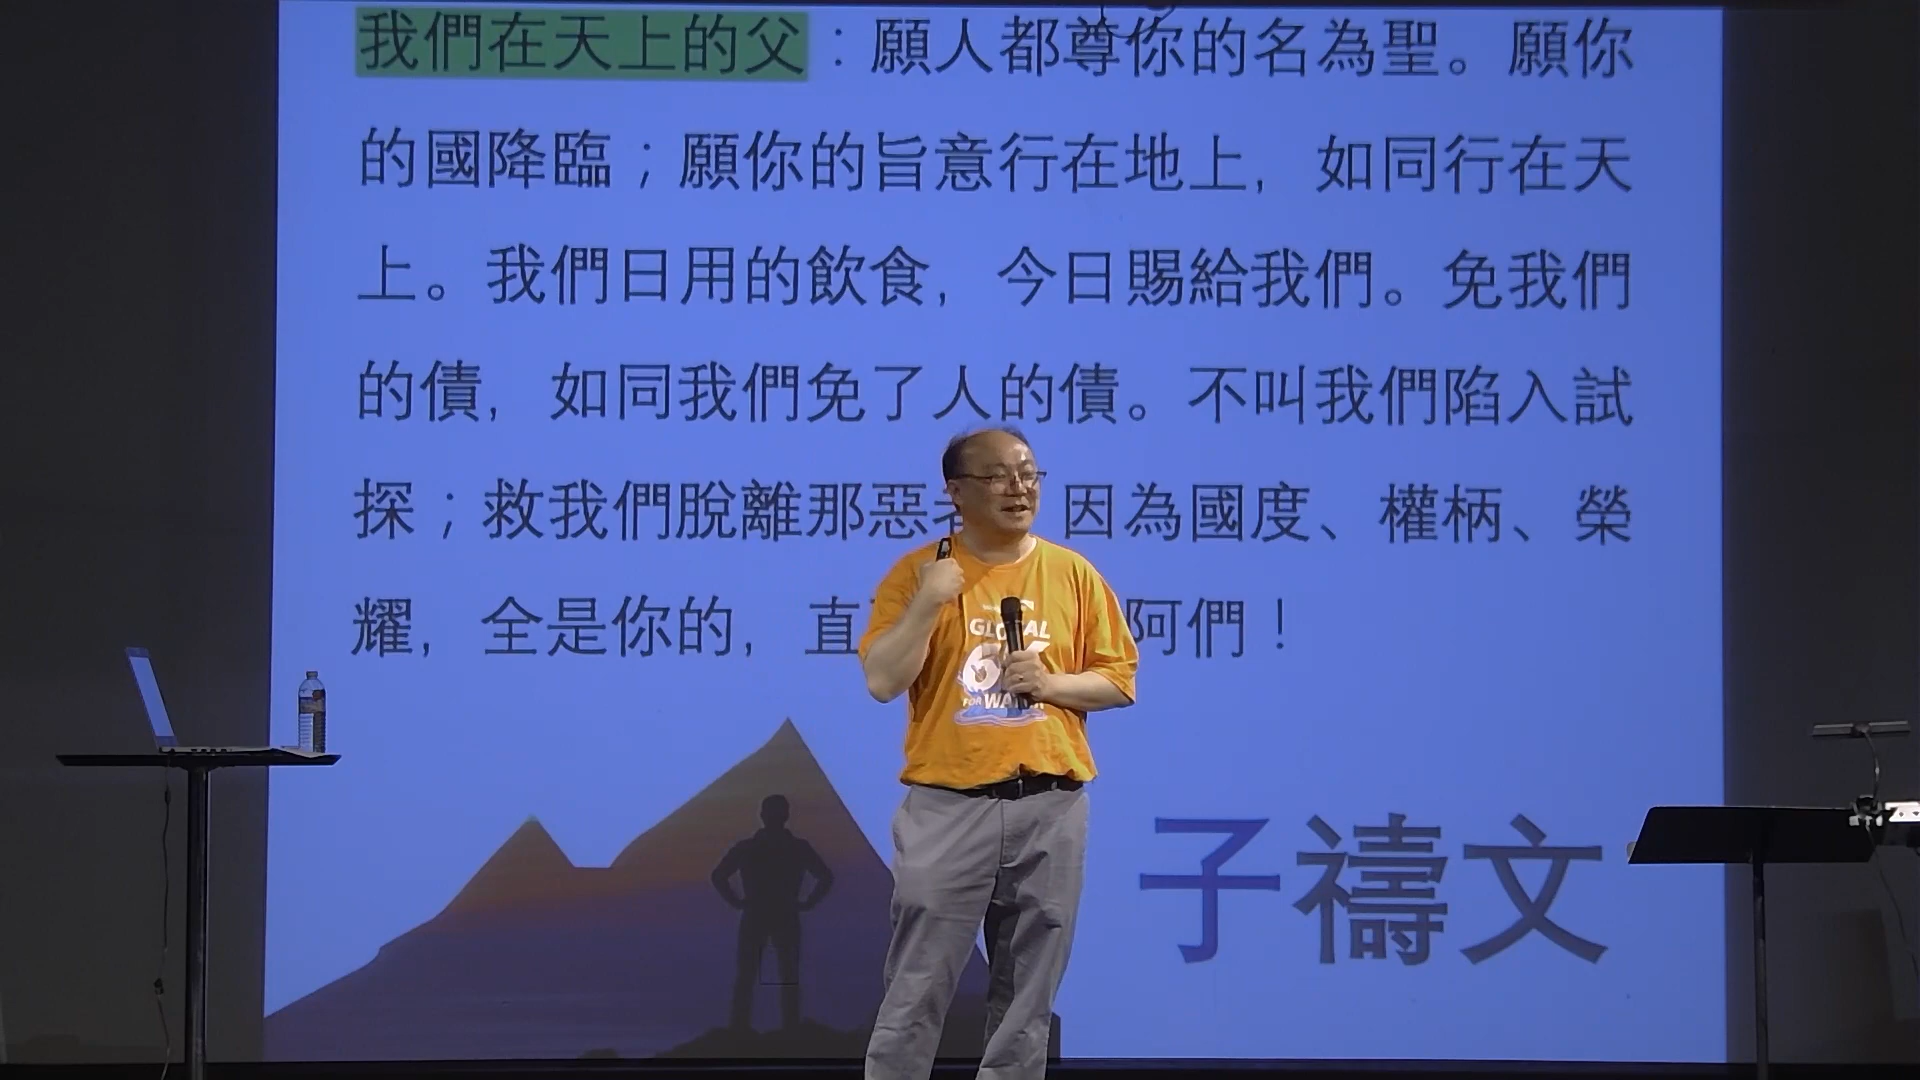 我們在天上的父：願人都尊你的名為聖。願你
的國降臨；願你的旨意行在地上，如同行在天
上。我們日用的飲食，今日賜給我們。免我們
的債，如同我們免了人的債。不叫我們陷入試
探；救我們脫離那惡 因為國度、權柄、榮
耀，全是你的，直 阿們！
GLOBAL
6K
FOR WATER
子禱文